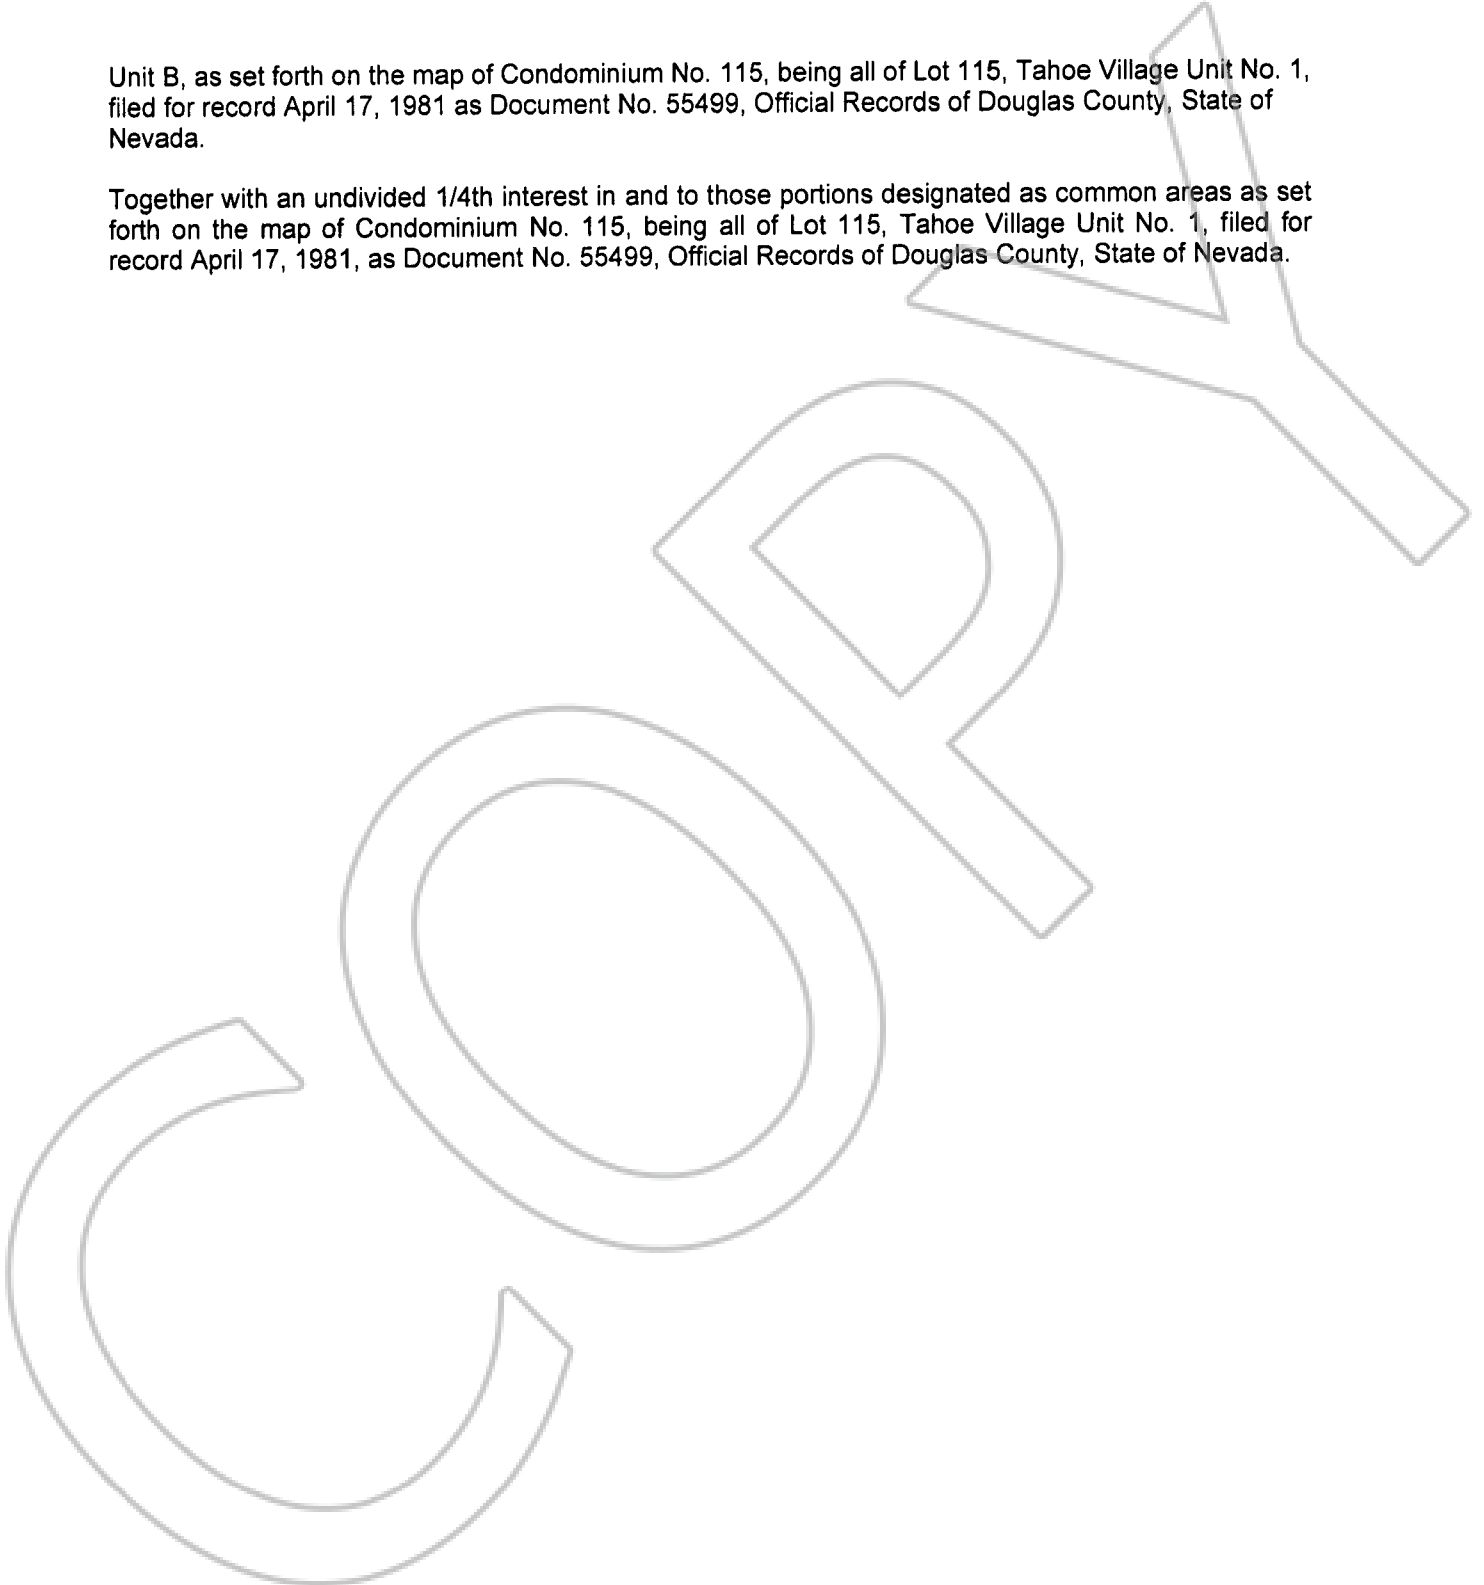 Unit B, as set forth on the map of Condominium No. 115, being all of Lot 115, Tahoe Village Unit No. 1,
filed for record April 17, 1981 as Document No. 55499, Official Records of Douglas County, State of
Nevada.
Together with an undivided 1/4th interest in and to those portions designated as common areas as set
forth on the map of Condominium No. 115, being all of Lot 115, Tahoe Village Unit No. 1, filed for
record April 17, 1981, as Document No. 55499, Official Records of Douglas County, State of Nevada.
COPY